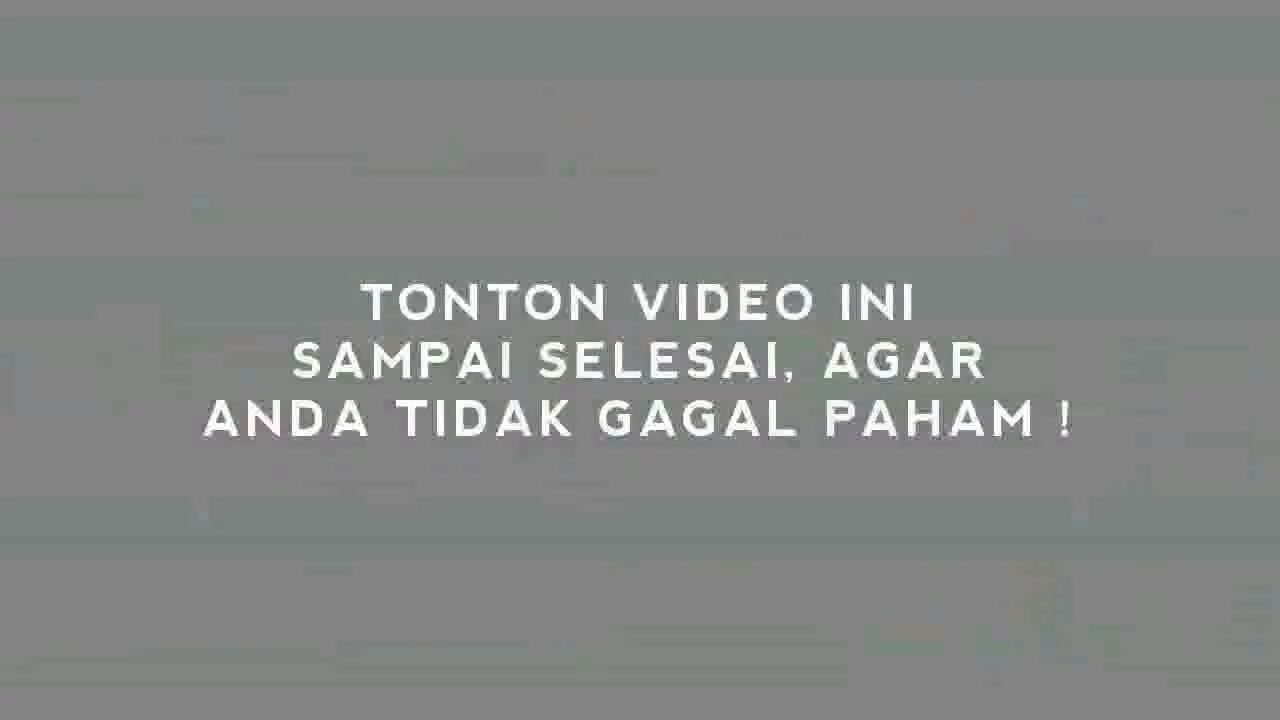 TONTON VIDEO INI
SAMPAI SELESAI, AGAR
ANDA TIDAK GAGAL PAHAM !